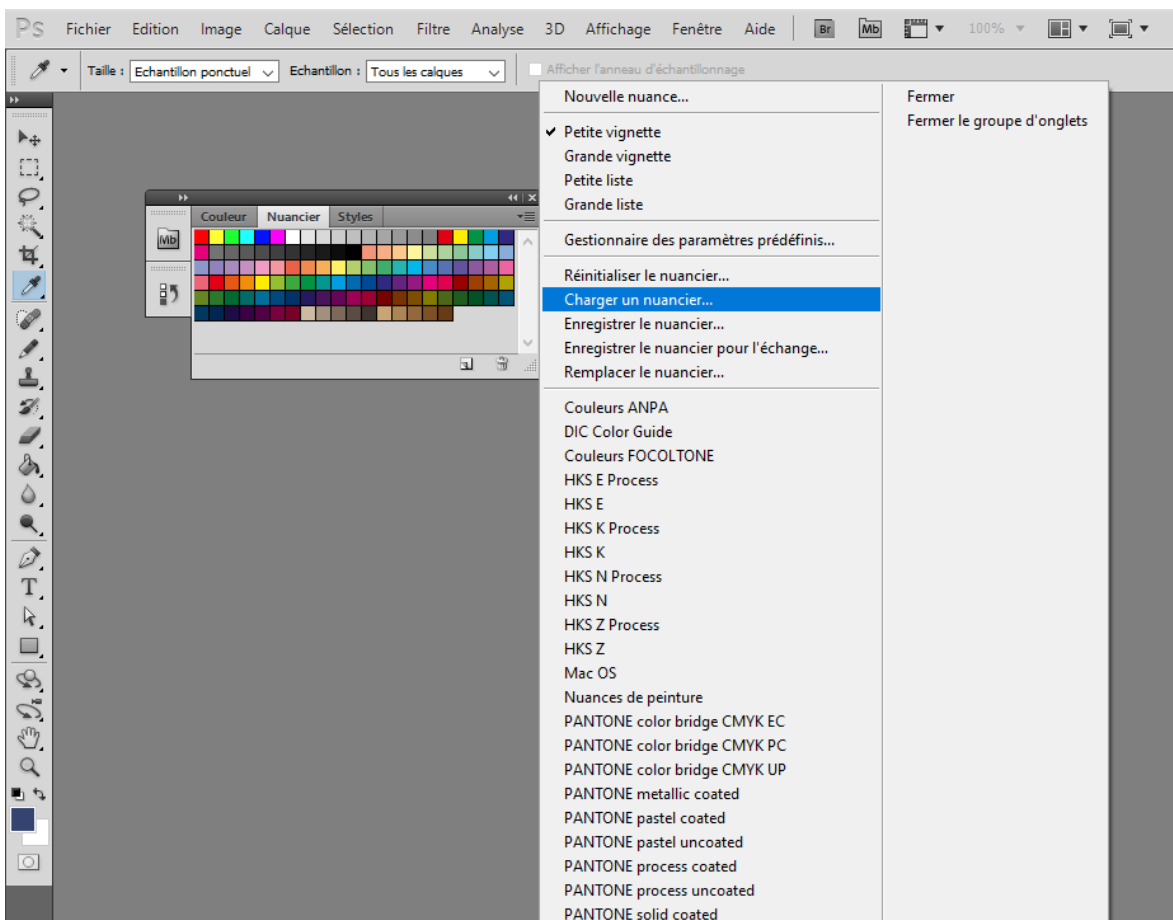 Ps Fichier Edition Image Calque Sélection Filtre Analyse 3D Affichage Fenêtre Aide Br Mb 100%
Taille : Echantillon ponctuel Echantillon : Tous les calques Afficher l'anneau d'échantillonnage
Couleur Nuancier Styles
Mb
Nouvelle nuance...
Petite vignette
Grande vignette
Petite liste
Grande liste
Gestionnaire des paramètres prédéfinis...
Réinitialiser le nuancier...
Charger un nuancier...
Enregistrer le nuancier...
Enregistrer le nuancier pour l'échange...
Remplacer le nuancier...
Couleurs ANPA
DIC Color Guide
Couleurs FOCOLTONE
HKS E Process
HKS E
HKS K Process
HKS K
HKS N Process
HKS N
HKS Z Process
HKS Z
Mac OS
Nuances de peinture
PANTONE color bridge CMYK EC
PANTONE color bridge CMYK PC
PANTONE color bridge CMYK UP
PANTONE metallic coated
PANTONE pastel coated
PANTONE pastel uncoated
PANTONE process coated
PANTONE process uncoated
PANTONE solid coated
Fermer
Fermer le groupe d'onglets